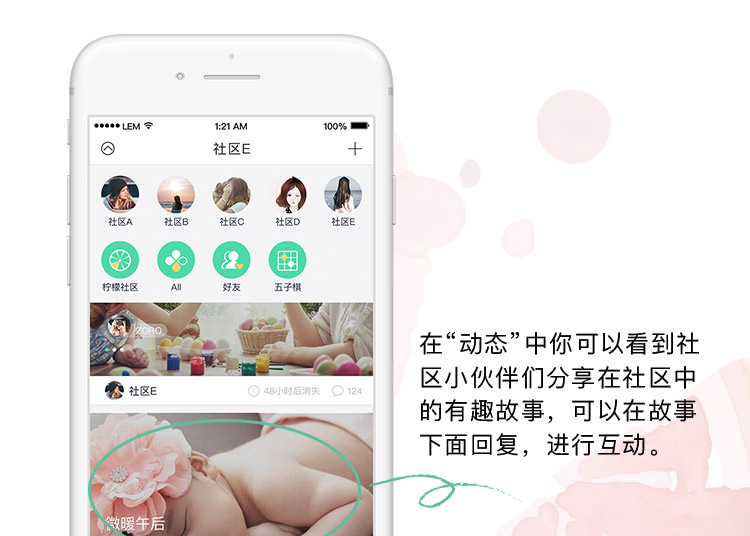 ●●●●● LEM 1:21 AM 100%
社区E
社区A 社区B 社区C 社区D 社区E
柠檬社区 All 好友 五子棋
ZORO
社区E 48小时后消失 124
微暖午后
在“动态”中你可以看到社
区小伙伴们分享在社区中
的有趣故事，可以在故事
下面回复，进行互动。